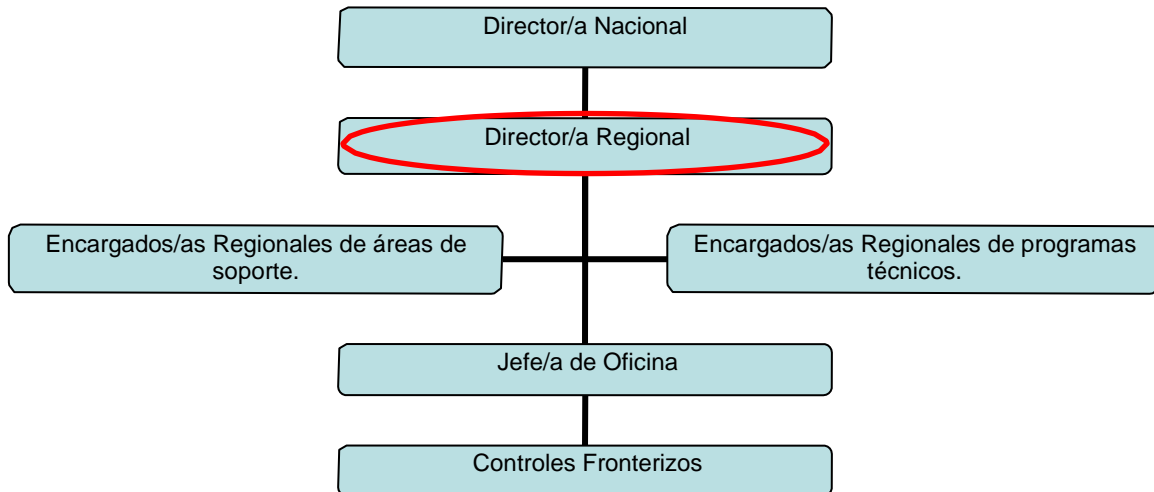 Director/a Nacional
Director/a Regional
Encargados/as Regionales de áreas de
soporte.
Encargados/as Regionales de programas
técnicos.
Jefe/a de Oficina
Controles Fronterizos